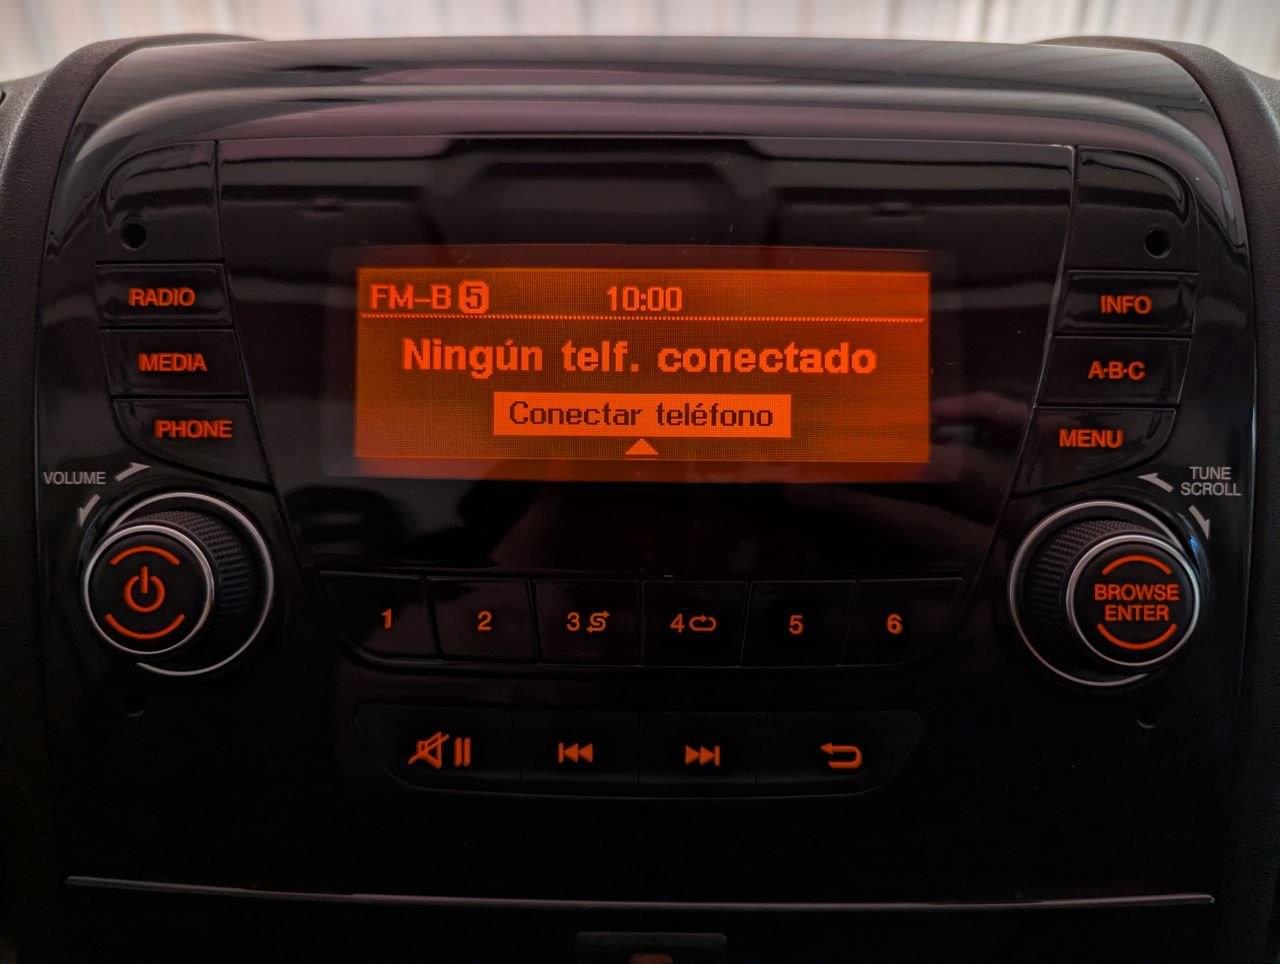 FM-B 5 10:00
Ningún telf. conectado
Conectar teléfono
RADIO
MEDIA
PHONE
VOLUME
INFO
A·B·C
MENU
TUNE
SCROLL
BROWSE
ENTER
1 2 3 4 5 6